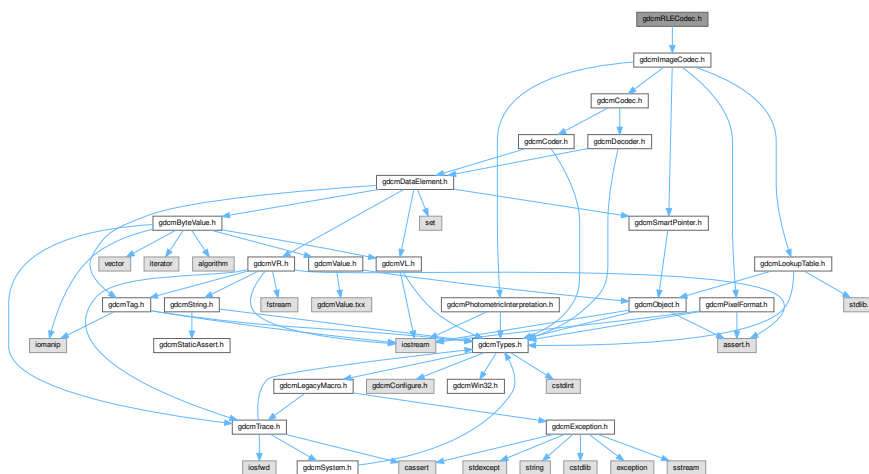 gdcmRLECodec.h
gdcmImageCodec.h
gdcmCodec.h
gdcmCoder.h
gdcmDecoder.h
gdcmDataElement.h
gdcmByteValue.h
set
gdcmSmartPointer.h
vector
iterator
algorithm
gdcmVR.h
gdcmValue.h
gdcmVL.h
gdcmLookupTable.h
gdcmTag.h
gdcmString.h
fstream
gdcmValue.txx
gdcmPhotometricInterpretation.h
gdcmObject.h
gdcmPixelFormat.h
stdlib.
iomanip
gdcmStaticAssert.h
iostream
gdcmTypes.h
assert.h
gdcmLegacyMacro.h
gdcmConfigure.h
gdcmWin32.h
cstdint
gdcmTrace.h
gdcmException.h
iosfwd
gdcmSystem.h
cassert
stdexcept
string
cstdlib
exception
sstream